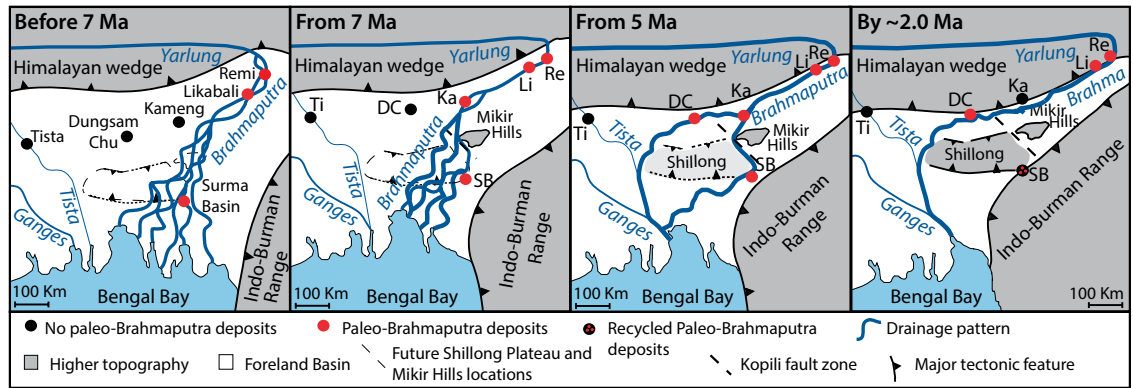 Before 7 Ma
Yarlung
Himalayan wedge
Remi
Likabali
Kameng
Dungsam
Chu
Tista
Brahmaputra
Tista
Surma
Basin
Ganges
Indo-Burman
Range
100 Km
Bengal Bay
From 7 Ma
Yarlung
Himalayan wedge
Re
Li
Ti
DC
Ka
Mikir
Hills
Brahmaputra
Tista
SB
Ganges
Indo-Burman
Range
100 Km
Bengal Bay
From 5 Ma
Yarlung
Himalayan wedge
Re
Li
DC
Ka
Brahmaputra
Ti
Tista
Mikir
Hills
Shillong
SB
Ganges
Indo-Burman
Range
100 Km
Bengal Bay
By ~2.0 Ma
Yarlung
Re
Himalayan wedge
Li
Ka
Brahma
DC
Ti
Mikir
Hills
Tista
Shillong
SB
Ganges
Indo-Burman Range
Bengal Bay
100 Km
No paleo-Brahmaputra deposits
Paleo-Brahmaputra deposits
Recycled Paleo-Brahmaputra
deposits
Drainage pattern
Higher topography
Foreland Basin
Future Shillong Plateau and
Mikir Hills locations
Kopili fault zone
Major tectonic feature